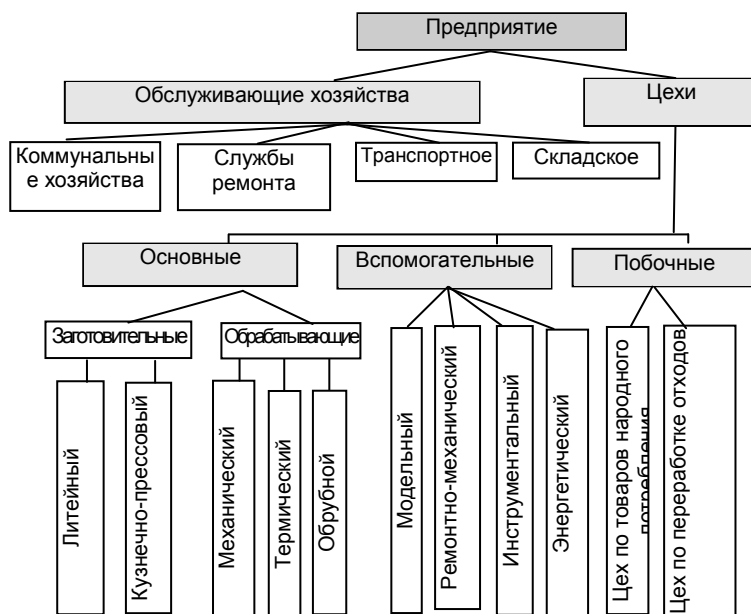 Предприятие
Обслуживающие хозяйства
Цехи
Коммунальны
е хозяйства
Службы
ремонта
Транспортное
Складское
Основные
Вспомогательные
Побочные
Заготовительные
Обрабатывающие
Литейный
Кузнечно-прессовый
Механический
Термический
Обрубной
Модельный
Ремонтно-механический
Инструментальный
Энергетический
Цех по товаров народного
потребления
Цех по переработке отходов